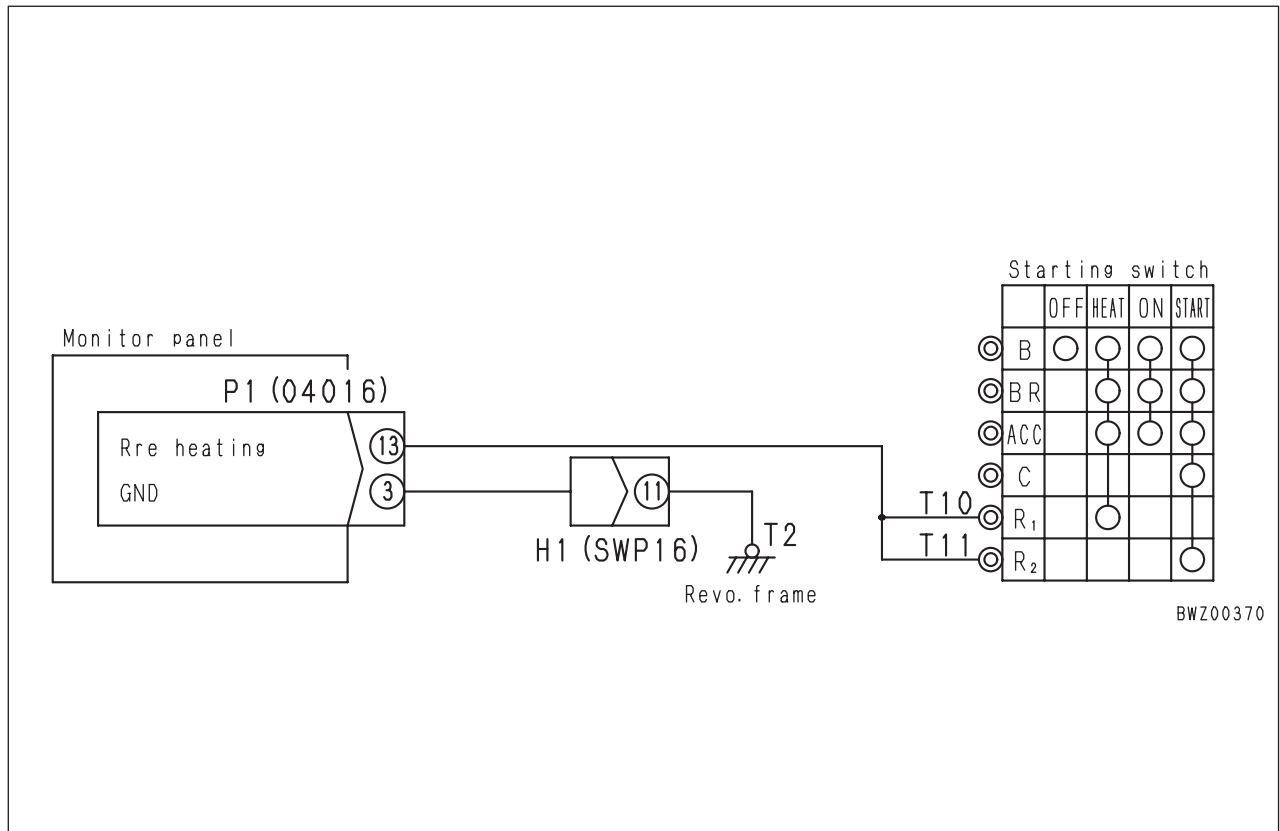 Starting switch
OFF HEAT ON START
B
BR
ACC
C
T10 R₁
T11 R₂
Monitor panel
P1 (04016)
Rre heating 13
GND 3
11
H1 (SWP16)
T2
Revo. frame
BWZ00370